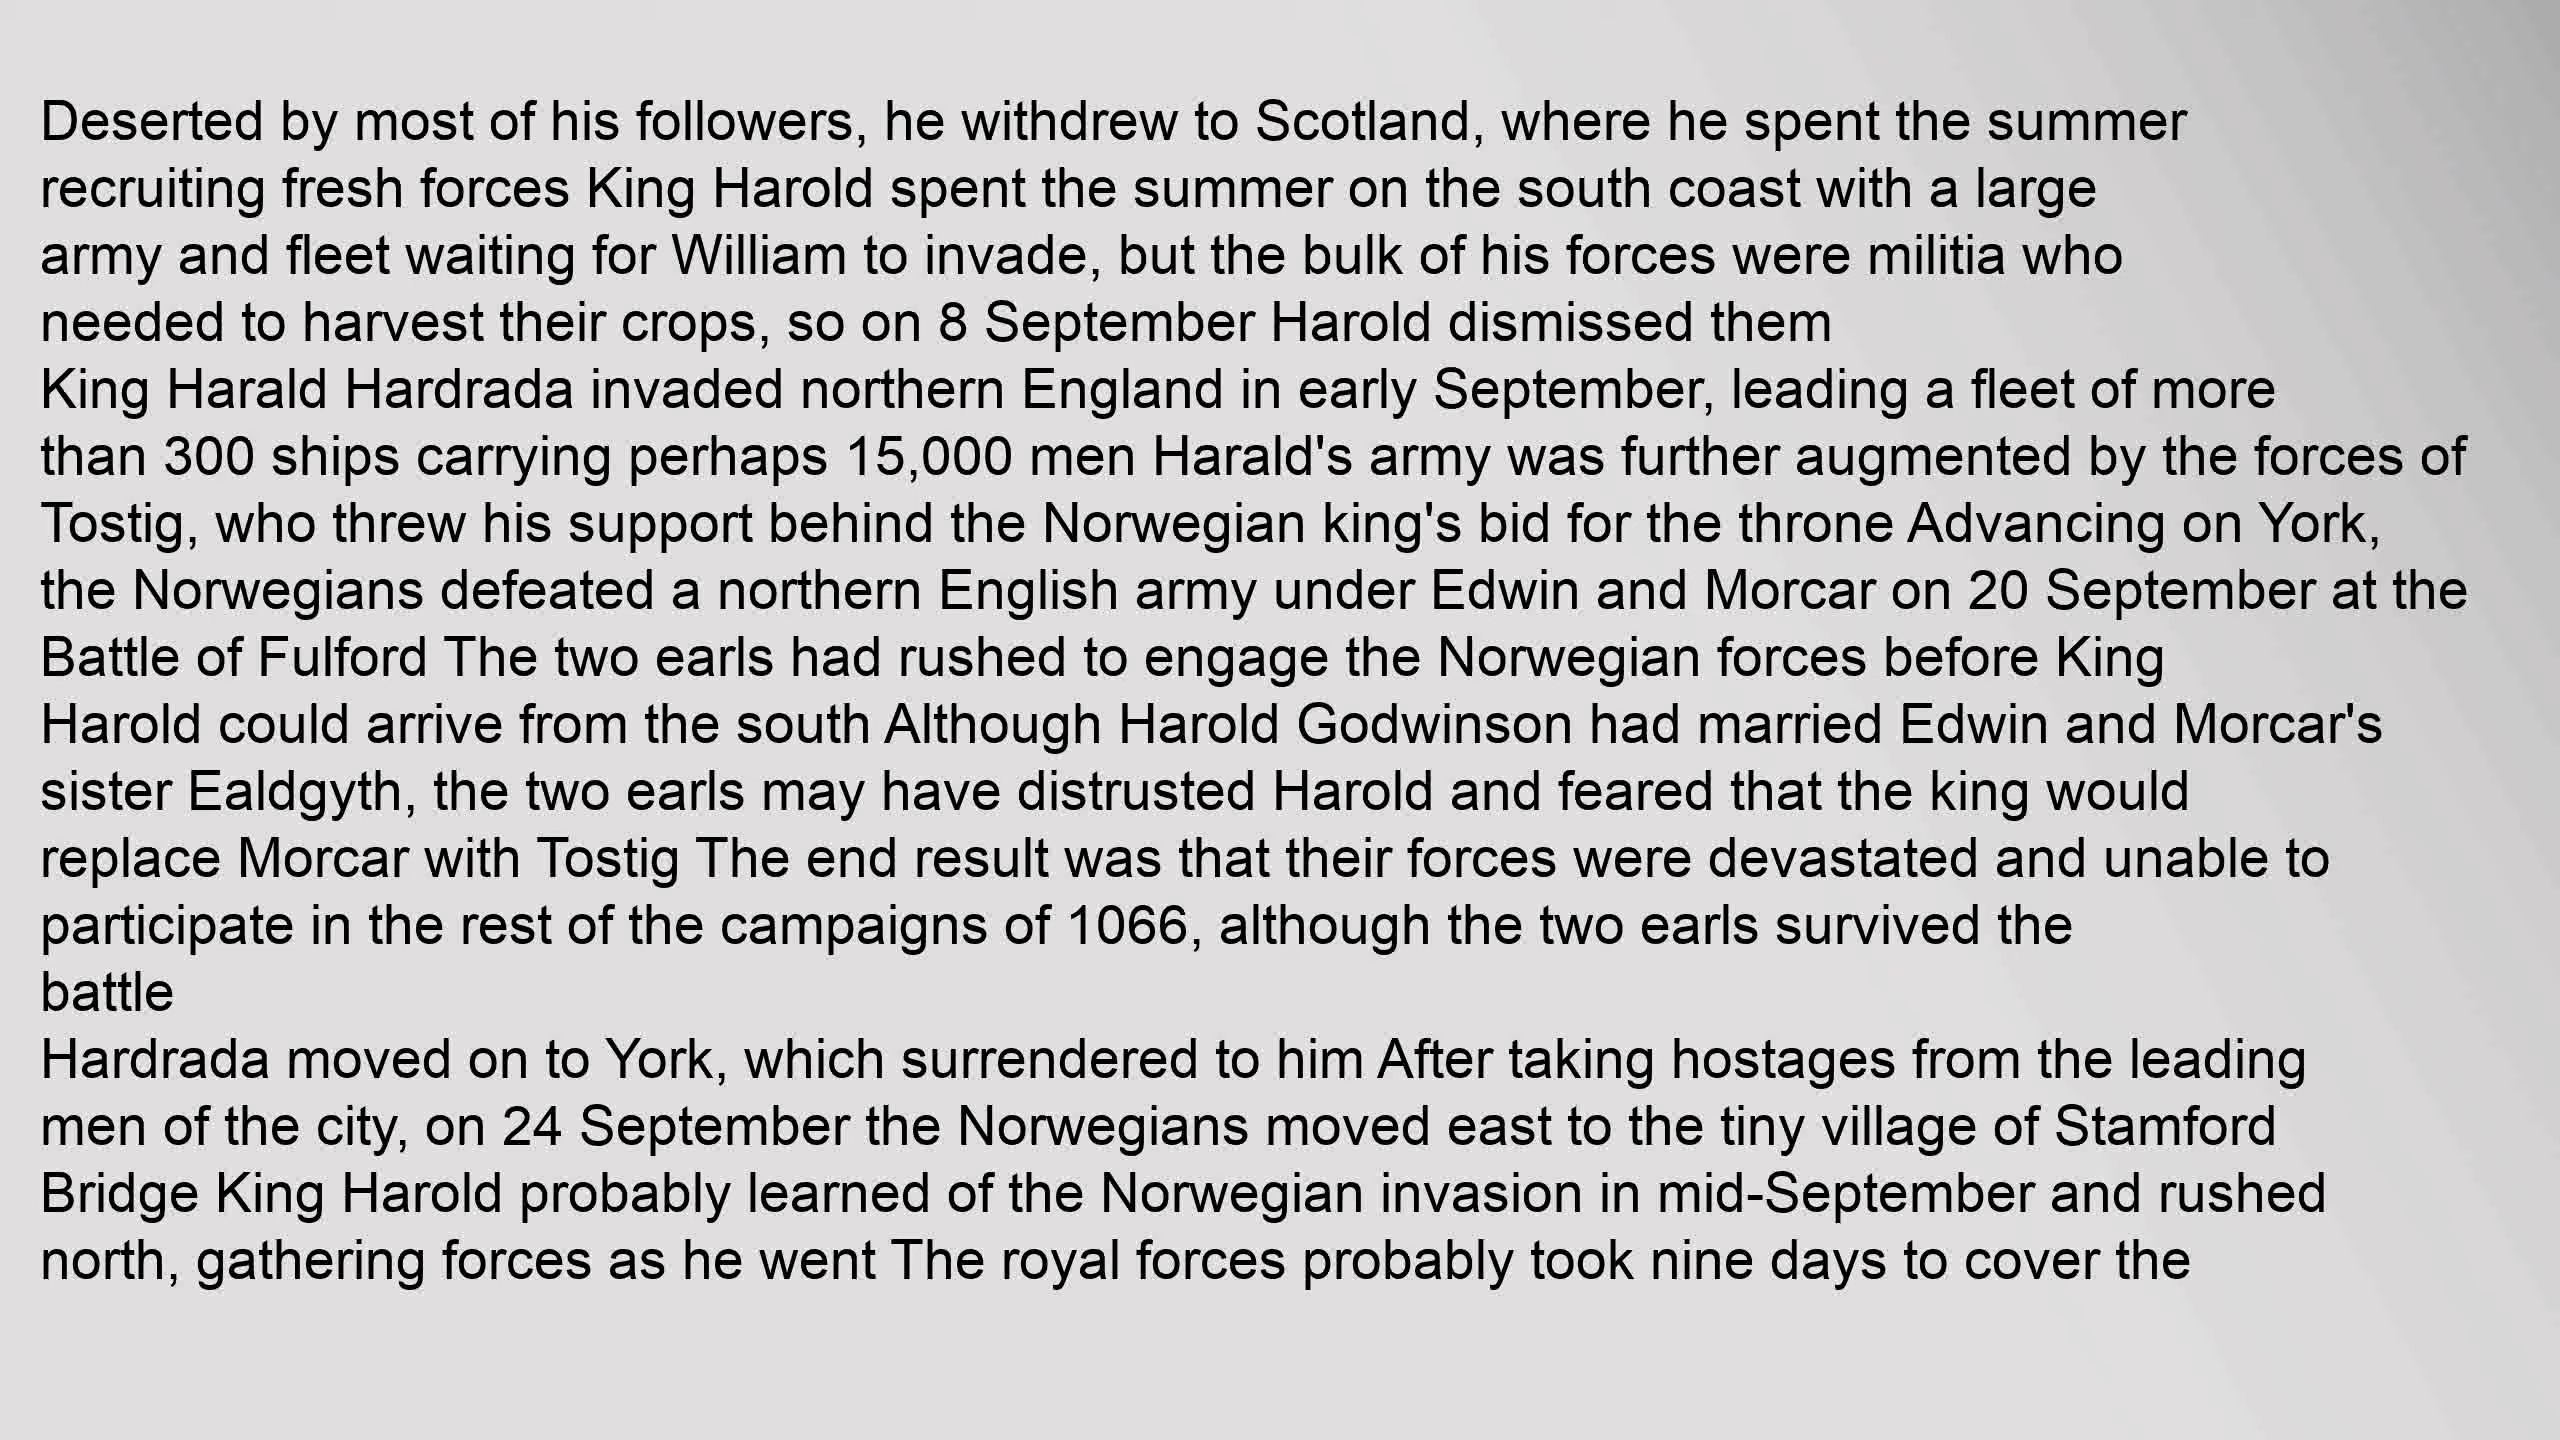 Deserted by most of his followers, he withdrew to Scotland, where he spent the summer
recruiting fresh forces King Harold spent the summer on the south coast with a large
army and fleet waiting for William to invade, but the bulk of his forces were militia who
needed to harvest their crops, so on 8 September Harold dismissed them
King Harald Hardrada invaded northern England in early September, leading a fleet of more
than 300 ships carrying perhaps 15,000 men Harald's army was further augmented by the forces of
Tostig, who threw his support behind the Norwegian king's bid for the throne Advancing on York,
the Norwegians defeated a northern English army under Edwin and Morcar on 20 September at the
Battle of Fulford The two earls had rushed to engage the Norwegian forces before King
Harold could arrive from the south Although Harold Godwinson had married Edwin and Morcar's
sister Ealdgyth, the two earls may have distrusted Harold and feared that the king would
replace Morcar with Tostig The end result was that their forces were devastated and unable to
participate in the rest of the campaigns of 1066, although the two earls survived the
battle
Hardrada moved on to York, which surrendered to him After taking hostages from the leading
men of the city, on 24 September the Norwegians moved east to the tiny village of Stamford
Bridge King Harold probably learned of the Norwegian invasion in mid-September and rushed
north, gathering forces as he went The royal forces probably took nine days to cover the